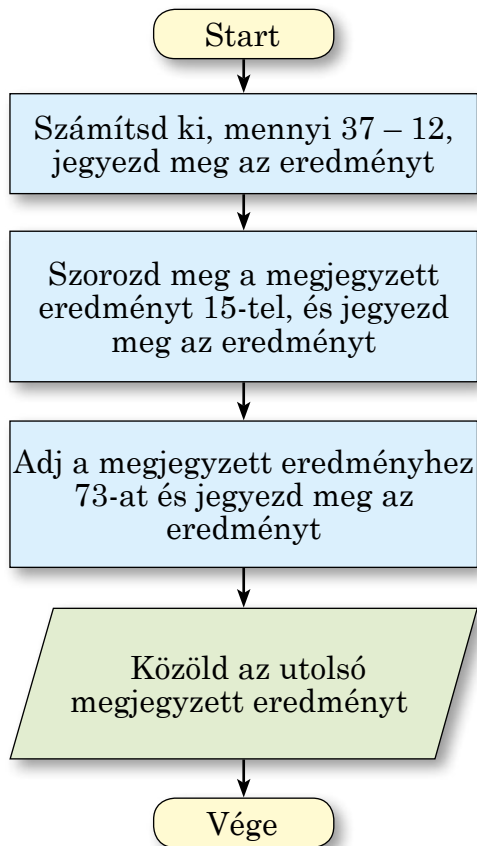 Start
Számítsd ki, mennyi 37 – 12,
jegyezd meg az eredményt
Szorozd meg a megjegyzett
eredményt 15-tel, és jegyezd
meg az eredményt
Adj a megjegyzett eredményhez
73-at és jegyezd meg az
eredményt
Közöld az utolsó
megjegyzett eredményt
Vége